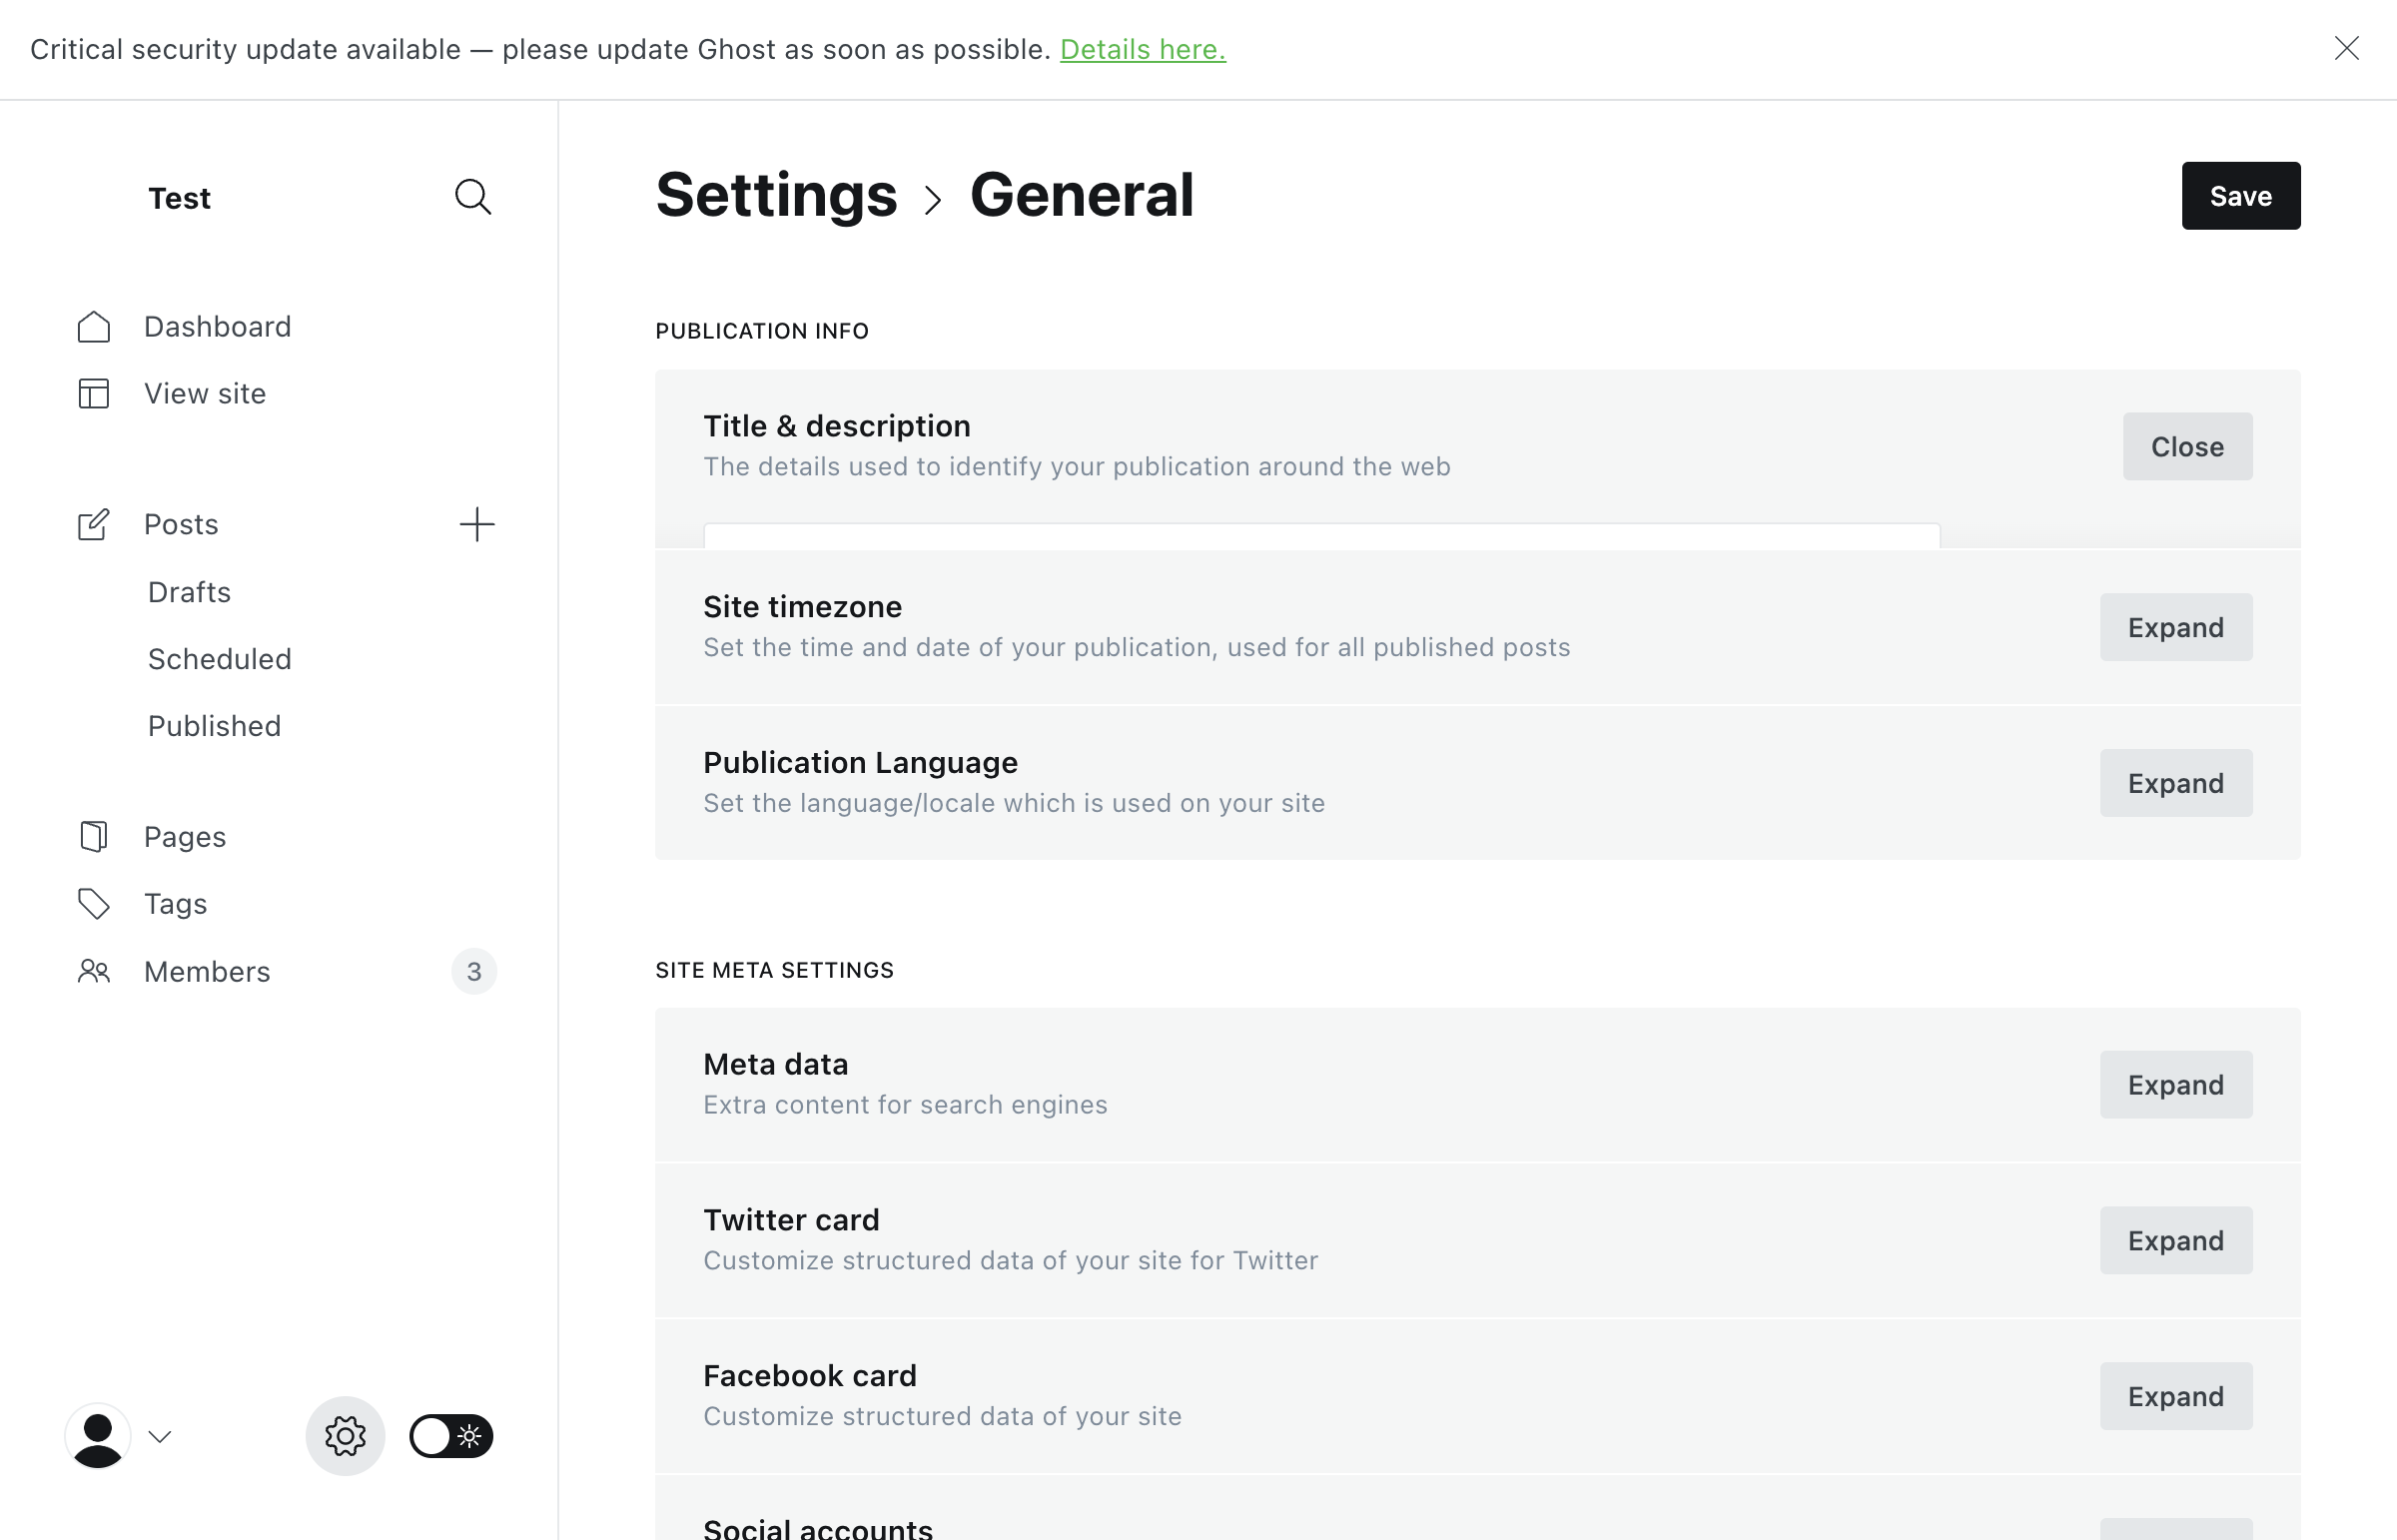 Critical security update available — please update Ghost as soon as possible. Details here.
Test
Dashboard
View site
Posts
Drafts
Scheduled
Published
Pages
Tags
Members
3
Settings
General
Save
PUBLICATION INFO
Title & description
The details used to identify your publication around the web
Close
Site timezone
Set the time and date of your publication, used for all published posts
Expand
Publication Language
Set the language/locale which is used on your site
Expand
SITE META SETTINGS
Meta data
Extra content for search engines
Expand
Twitter card
Customize structured data of your site for Twitter
Expand
Facebook card
Customize structured data of your site
Expand
Social accounts